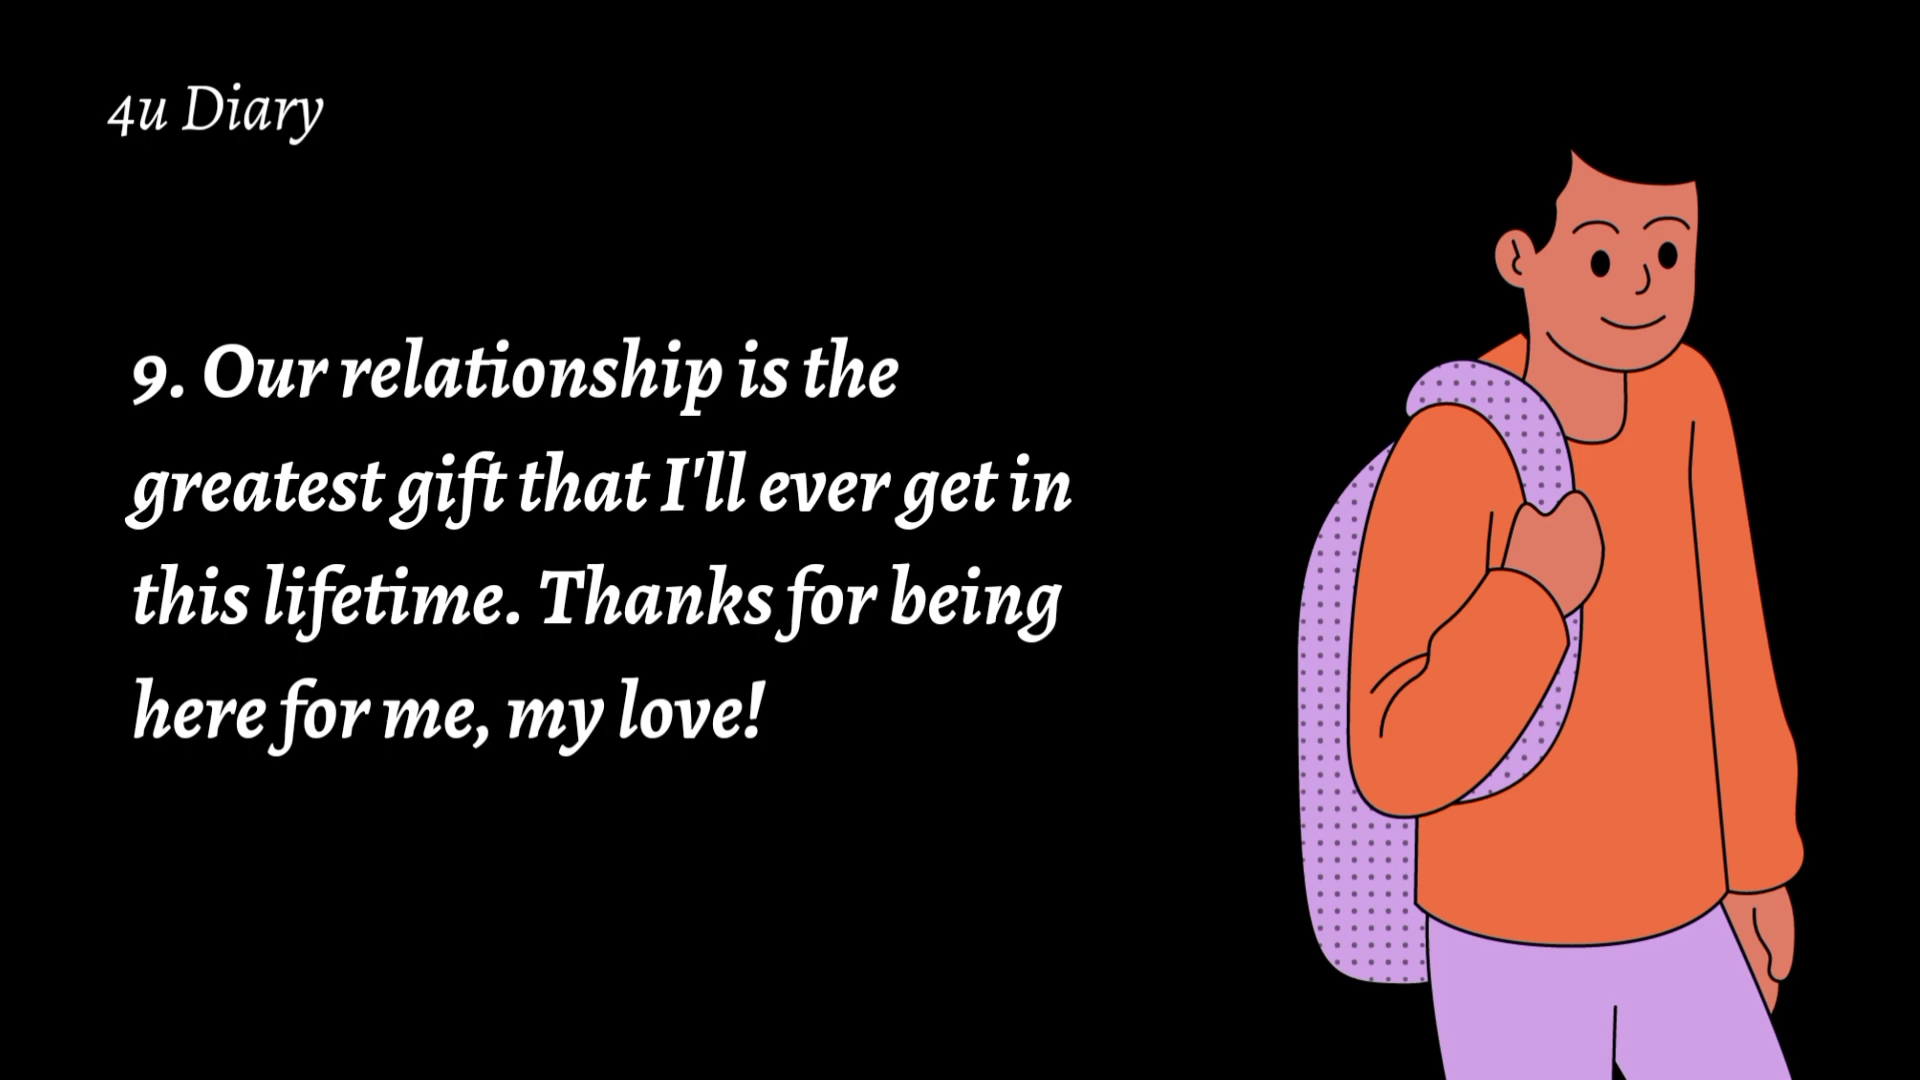 4u Diary
9. Our relationship is the
greatest gift that I'll ever get in
this lifetime. Thanks for being
here for me, my love!